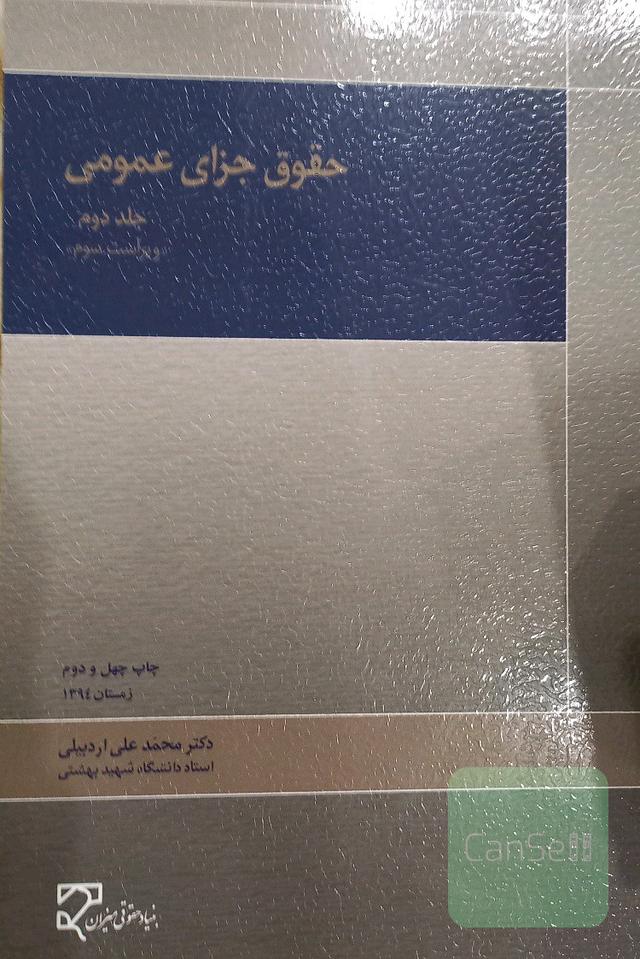 حقوق جزای عمومی
جلد دوم
ویراست سوم
چاپ چهل و دوم
زمستان ۱۳۹٤
دکتر محمّد علی اردبیلی
استاد دانشگاه شهید بهشتی
بنیاد حقوقی میزان
CanSell